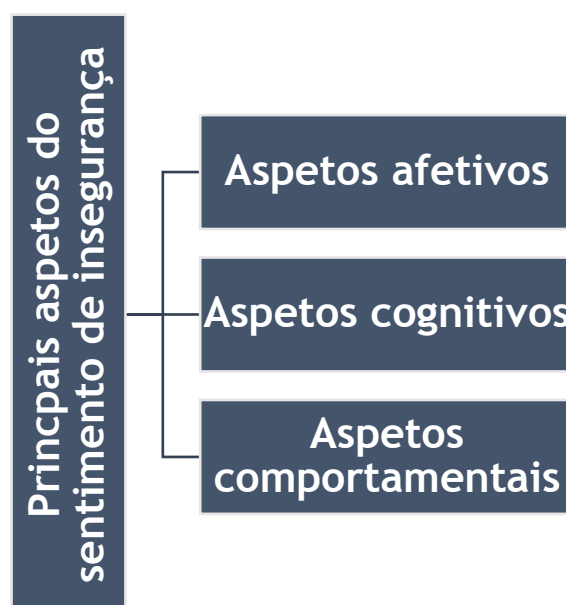 Princpais aspetos do
sentimento de insegurança
Aspetos afetivos
Aspetos cognitivos
Aspetos
comportamentais